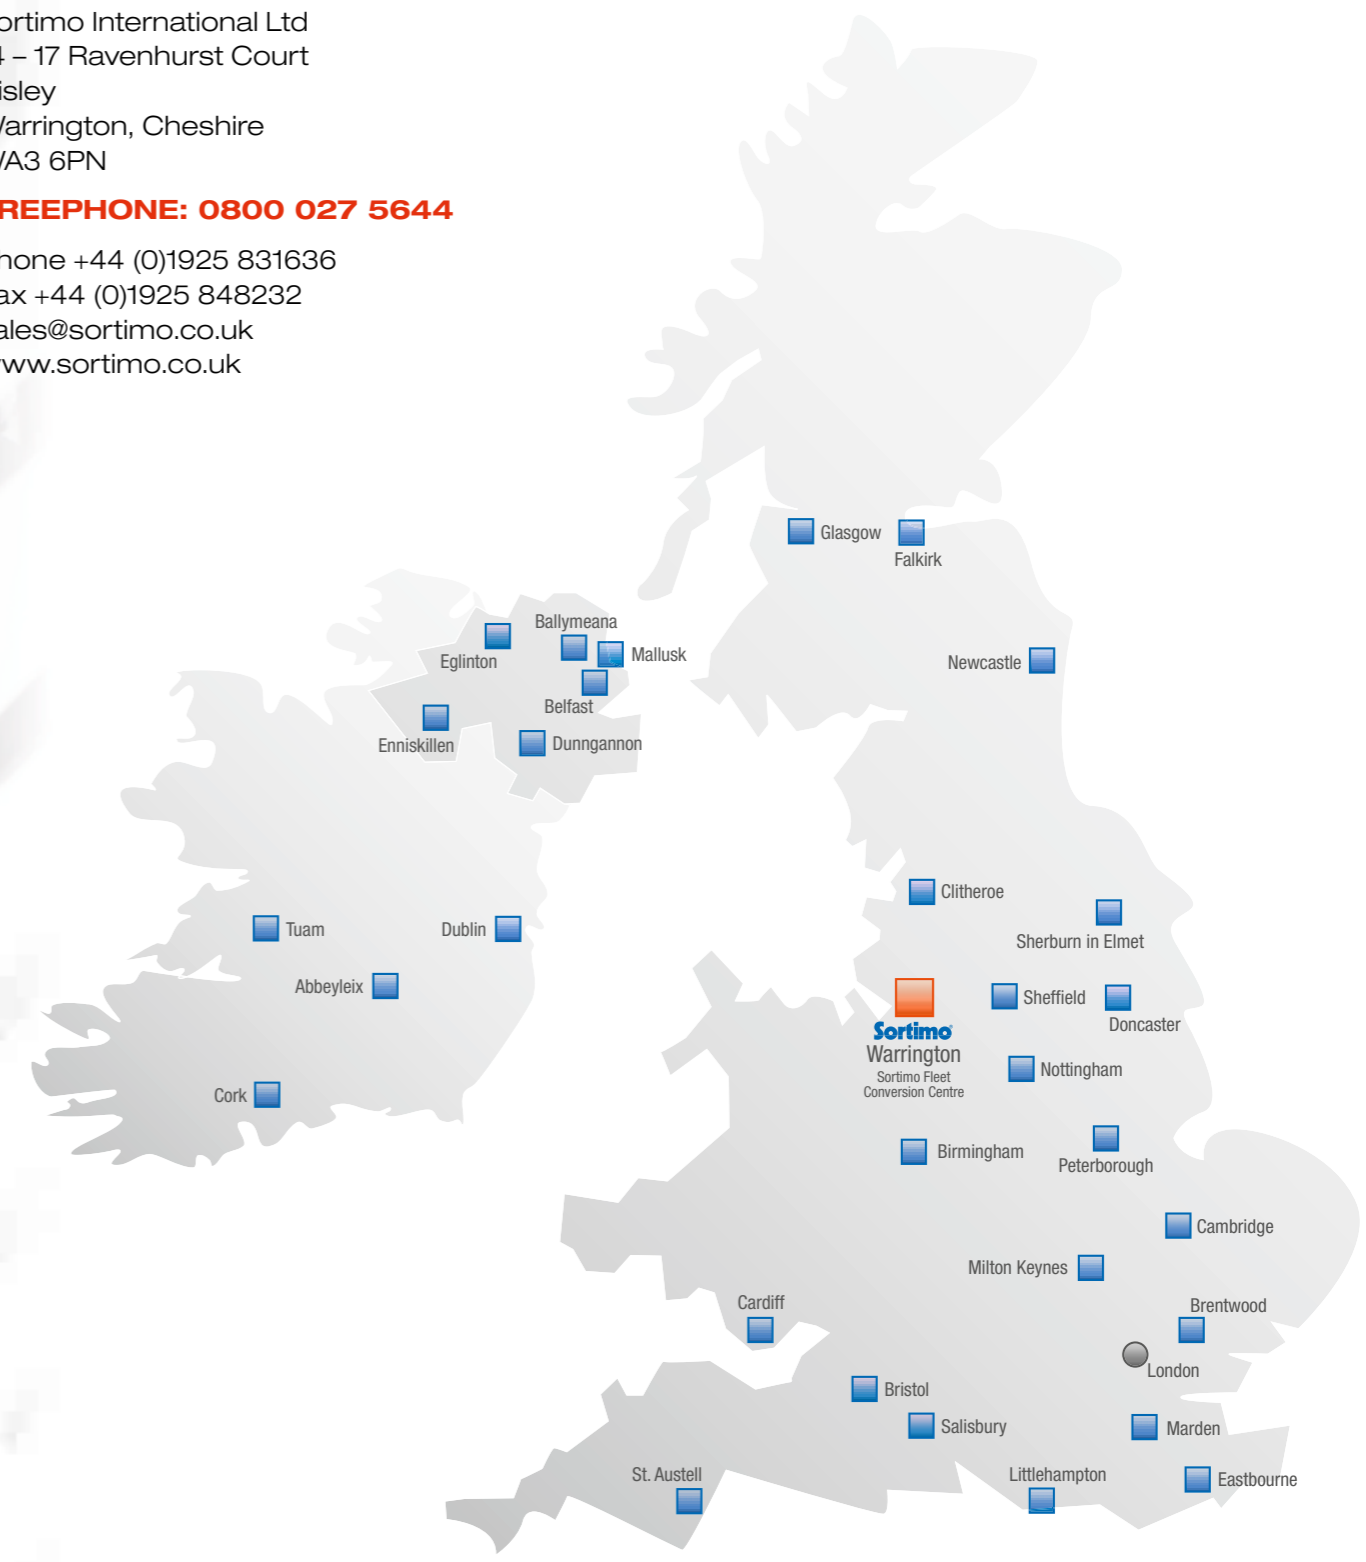 ortimo International Ltd
4 – 17 Ravenhurst Court
isley
arrington, Cheshire
A3 6PN
REEPHONE: 0800 027 5644
hone +44 (0)1925 831636
ax +44 (0)1925 848232
ales@sortimo.co.uk
ww.sortimo.co.uk
Glasgow
Falkirk
Ballymeana
Eglinton
Mallusk
Newcastle
Belfast
Enniskillen
Dunngannon
Clitheroe
Tuam
Dublin
Sherburn in Elmet
Abbeyleix
Sheffield
Doncaster
Sortimo
Warrington
Sortimo Fleet
Conversion Centre
Nottingham
Cork
Birmingham
Peterborough
Cambridge
Milton Keynes
Cardiff
Brentwood
London
Bristol
Salisbury
Marden
St. Austell
Littlehampton
Eastbourne